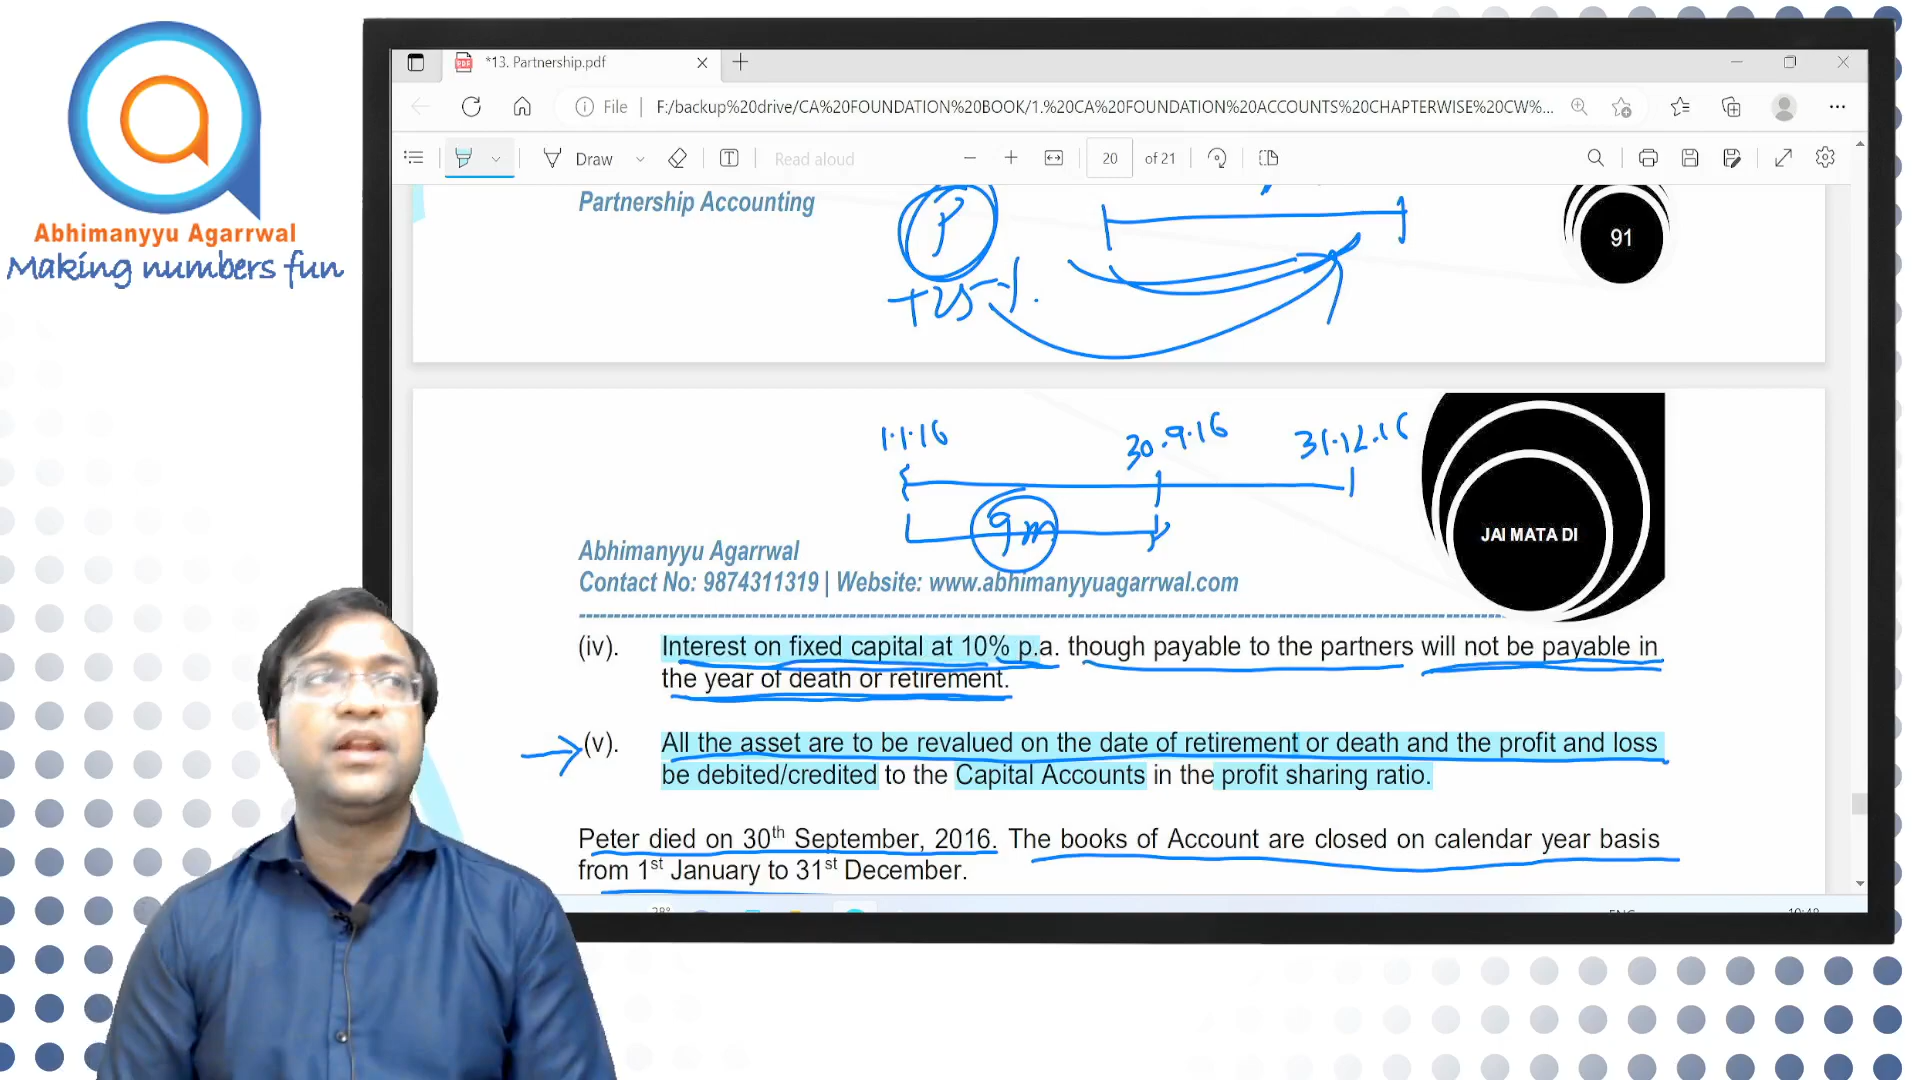 Abhimanyyu Agarrwal
Making numbers fun
*13. Partnership.pdf
File
F:/backup%20drive/CA%20FOUNDATION%20BOOK/1.%20CA%20FOUNDATION%20ACCOUNTS%20CHAPTERWISE%20CW%...
Draw
Read aloud
20 of 21
Partnership Accounting
P
+25%.
91
1.1.16
30.9.16
31.12.16
9m
JAI MATA DI
Abhimanyyu Agarrwal
Contact No: 9874311319 | Website: www.abhimanyyuagarrwal.com
(iv). Interest on fixed capital at 10% p.a. though payable to the partners will not be payable in
the year of death or retirement.
(v). All the asset are to be revalued on the date of retirement or death and the profit and loss
be debited/credited to the Capital Accounts in the profit sharing ratio.
Peter died on 30th September, 2016. The books of Account are closed on calendar year basis
from 1st January to 31st December.